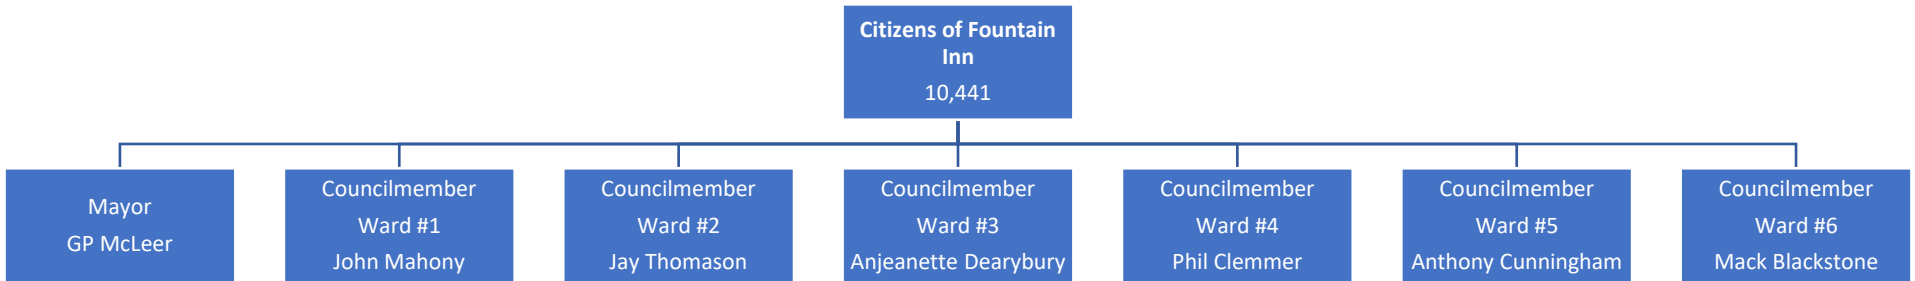 Citizens of Fountain
Inn
10,441
Mayor
GP McLeer
Councilmember
Ward #1
John Mahony
Councilmember
Ward #2
Jay Thomason
Councilmember
Ward #3
Anjeanette Dearybury
Councilmember
Ward #4
Phil Clemmer
Councilmember
Ward #5
Anthony Cunningham
Councilmember
Ward #6
Mack Blackstone